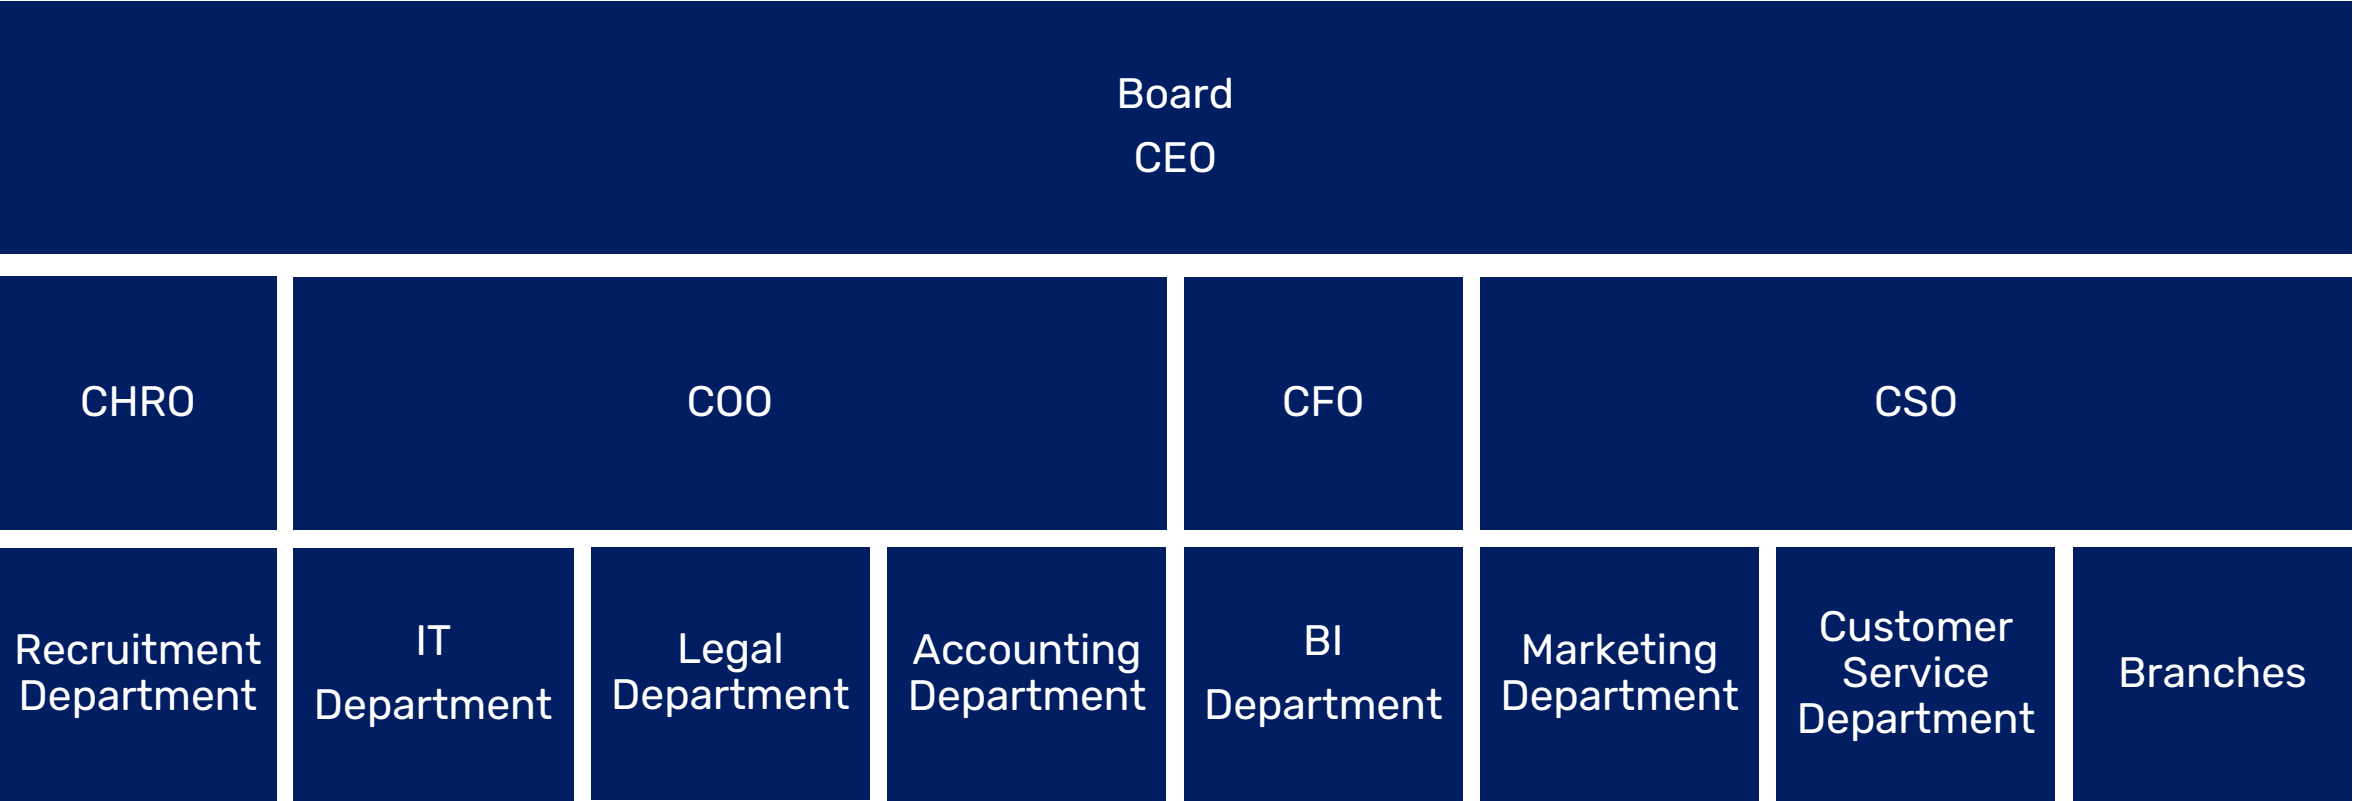 Board
CEO
CHRO
COO
CFO
CSO
Recruitment
Department
IT
Department
Legal
Department
Accounting
Department
BI
Department
Marketing
Department
Customer
Service
Department
Branches